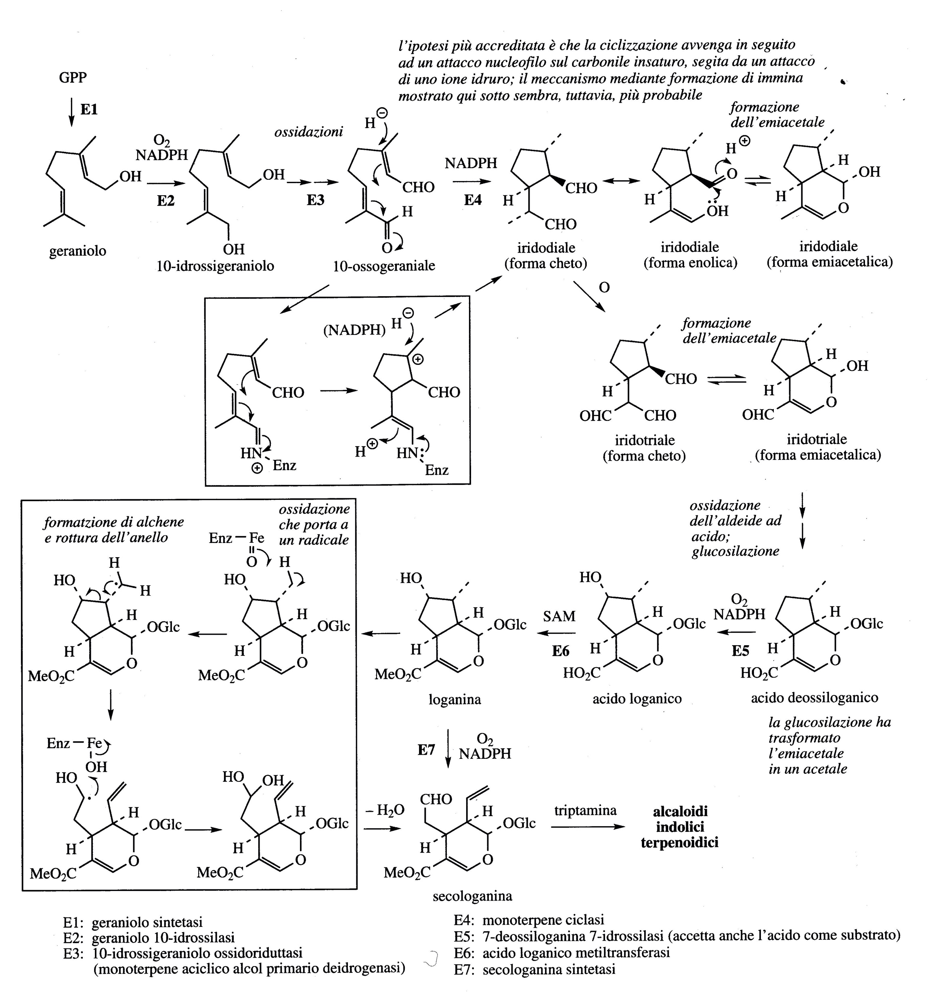 l'ipotesi più accreditata è che la ciclizzazione avvenga in seguito
ad un attacco nucleofilo sul carbonile insaturo, segita da un attacco
di uno ione idruro; il meccanismo mediante formazione di immina
mostrato qui sotto sembra, tuttavia, più probabile
GPP
E1
O2
NADPH
E2
OH
geraniolo
OH
OH
10-idrossigeraniolo
ossidazioni
E3
H⊖
CHO
H
O
10-ossogeraniale
NADPH
E4
CHO
H
CHO
iridodiale
(forma cheto)
formazione
dell'emiacetale
H⊕
O
H
OH
iridodiale
(forma enolica)
H
OH
H
O
iridodiale
(forma emiacetalica)
O
(NADPH) H⊖
CHO
HN
⊕
Enz
⊕
CHO
H⊕
HN:
Enz
formazione
dell'emiacetale
CHO
H
OHC
CHO
iridotriale
(forma cheto)
H
OH
H
O
OHC
iridotriale
(forma emiacetalica)
ossidazione
dell'aldeide ad
acido;
glucosilazione
formatzione di alchene
e rottura dell'anello
ossidazione
che porta a
un radicale
Enz—Fe
O
H
H
HO
H
H
OGlc
H
O
MeO2C
HO
H
OGlc
H
O
MeO2C
HO
H
OGlc
H
O
MeO2C
loganina
SAM
E6
HO
H
OGlc
H
O
HO2C
acido loganico
O2
NADPH
E5
H
OGlc
H
O
HO2C
acido deossiloganico
la glucosilazione ha
trasformato
l'emiacetale
in un acetale
E7
O2
NADPH
Enz—Fe
OH
HO
H
OGlc
H
O
MeO2C
HO
OH
H
OGlc
H
O
MeO2C
– H2O
CHO
H
OGlc
H
O
MeO2C
secologanina
triptamina
alcaloidi
indolici
terpenoidici
E1: geraniolo sintetasi
E2: geraniolo 10-idrossilasi
E3: 10-idrossigeraniolo ossidoriduttasi
(monoterpene aciclico alcol primario deidrogenasi)
E4: monoterpene ciclasi
E5: 7-deossiloganina 7-idrossilasi (accetta anche l'acido come substrato)
E6: acido loganico metiltransferasi
E7: secologanina sintetasi